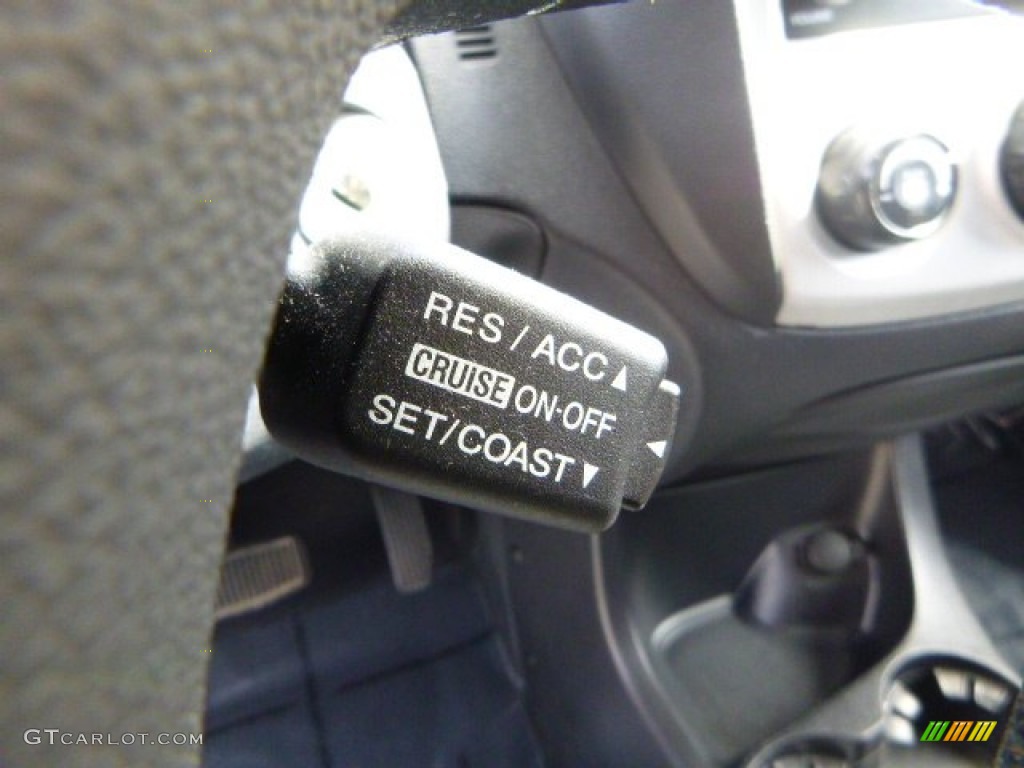 RES / ACC ▲
CRUISE ON·OFF ◀
SET/COAST ▼
GTCARLOT.COM